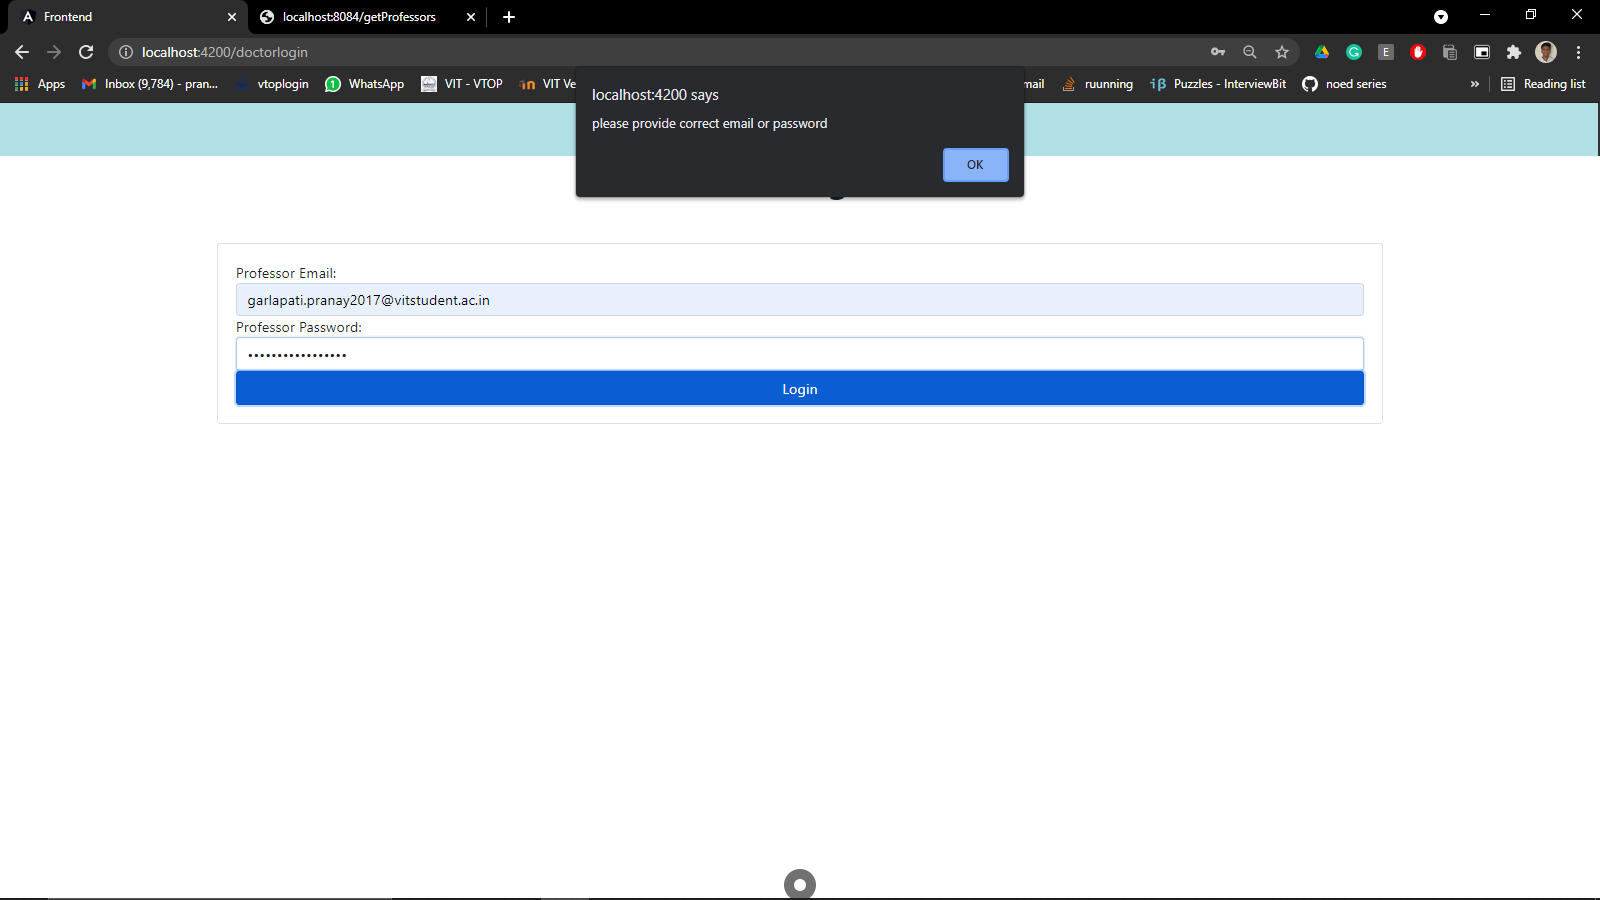 Frontend
localhost:8084/getProfessors
localhost:4200/doctorlogin
E
Apps
Inbox (9,784) - pran...
vtoplogin
1
WhatsApp
VIT - VTOP
VIT Ve
mail
ruunning
iβ
Puzzles - InterviewBit
noed series
»
Reading list
localhost:4200 says
please provide correct email or password
OK
Professor Email:
garlapati.pranay2017@vitstudent.ac.in
Professor Password:
•••••••••••••••••
Login